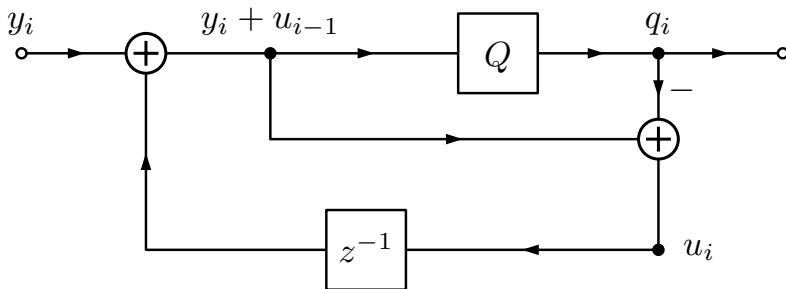 y_i
y_i + u_{i−1}
Q
q_i
+
−
+
z^{−1}
u_i